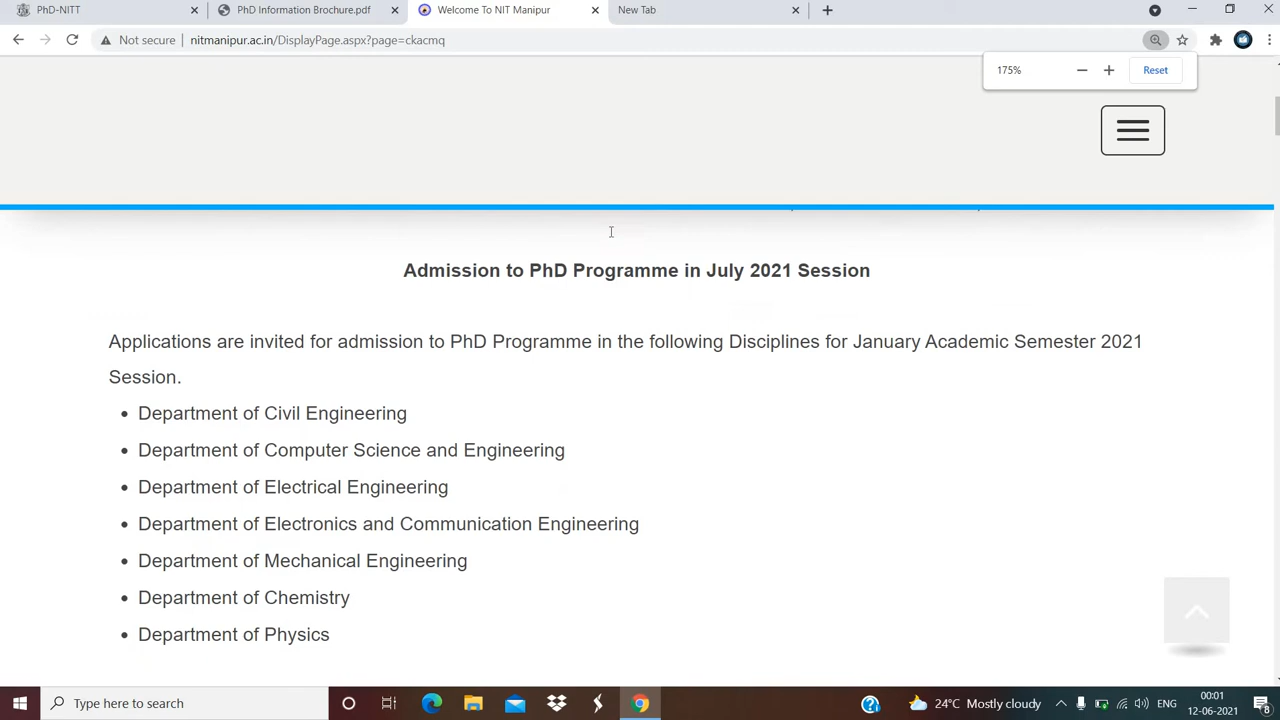 PhD-NITT
PhD Information Brochure.pdf
Welcome To NIT Manipur
New Tab
Not secure
nitmanipur.ac.in/DisplayPage.aspx?page=ckacmq
175%
Reset
Admission to PhD Programme in July 2021 Session
Applications are invited for admission to PhD Programme in the following Disciplines for January Academic Semester 2021
Session.
• Department of Civil Engineering
• Department of Computer Science and Engineering
• Department of Electrical Engineering
• Department of Electronics and Communication Engineering
• Department of Mechanical Engineering
• Department of Chemistry
• Department of Physics
Type here to search
24°C Mostly cloudy
ENG
00:01
12-06-2021
8